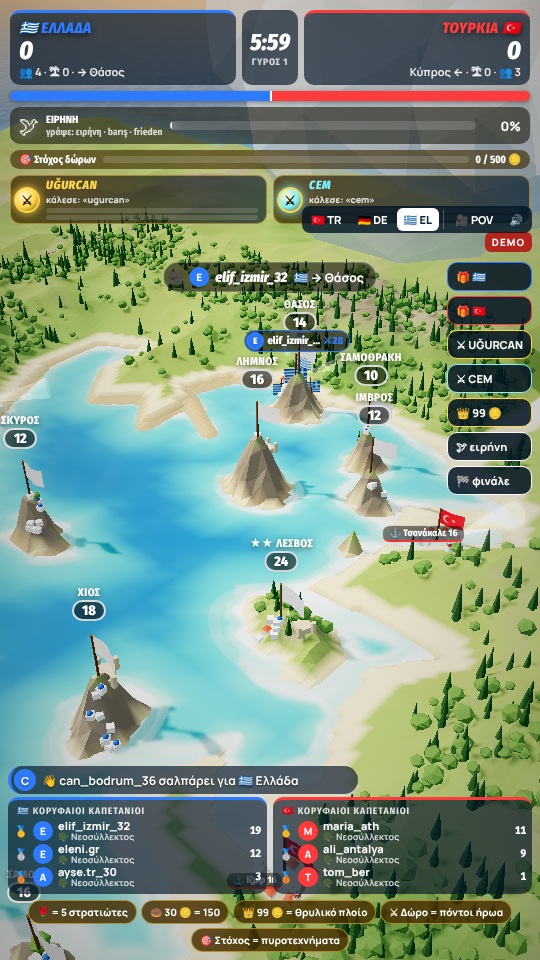 ΕΛΛΑΔΑ
0
4 · 0 · → Θάσος
5:59
ΓΥΡΟΣ 1
ΤΟΥΡΚΙΑ
0
Κύπρος ← · 0 · 3
ΕΙΡΗΝΗ
γράψε: ειρήνη · barış · frieden
0%
Στόχος δώρων
0 / 500
UĞURCAN
κάλεσε: «ugurcan»
CEM
κάλεσε: «cem»
TR DE EL POV
DEMO
elif_izmir_32 → Θάσος
ΘΑΣΟΣ
14
E elif_izmir_… ⚔28
ΛΗΜΝΟΣ
16
ΣΑΜΟΘΡΑΚΗ
10
ΙΜΒΡΟΣ
12
ΣΚΥΡΟΣ
12
UĞURCAN
CEM
99
ειρήνη
φινάλε
Τσανάκαλε 16
★★ ΛΕΣΒΟΣ
24
ΧΙΟΣ
18
C can_bodrum_36 σαλπάρει για Ελλάδα
ΚΟΡΥΦΑΙΟΙ ΚΑΠΕΤΑΝΙΟΙ
E elif_izmir_32 19
Νεοσύλλεκτος
E eleni.gr 12
Νεοσύλλεκτος
A ayse.tr_30 3
Νεοσύλλεκτος
ΚΟΡΥΦΑΙΟΙ ΚΑΠΕΤΑΝΙΟΙ
M maria_ath 11
Νεοσύλλεκτος
A ali_antalya 9
Νεοσύλλεκτος
T tom_ber 1
Νεοσύλλεκτος
16
= 5 στρατιώτες
30 = 150
99 = Θρυλικό πλοίο
Δώρο = πόντοι ήρωα
Στόχος = πυροτεχνήματα